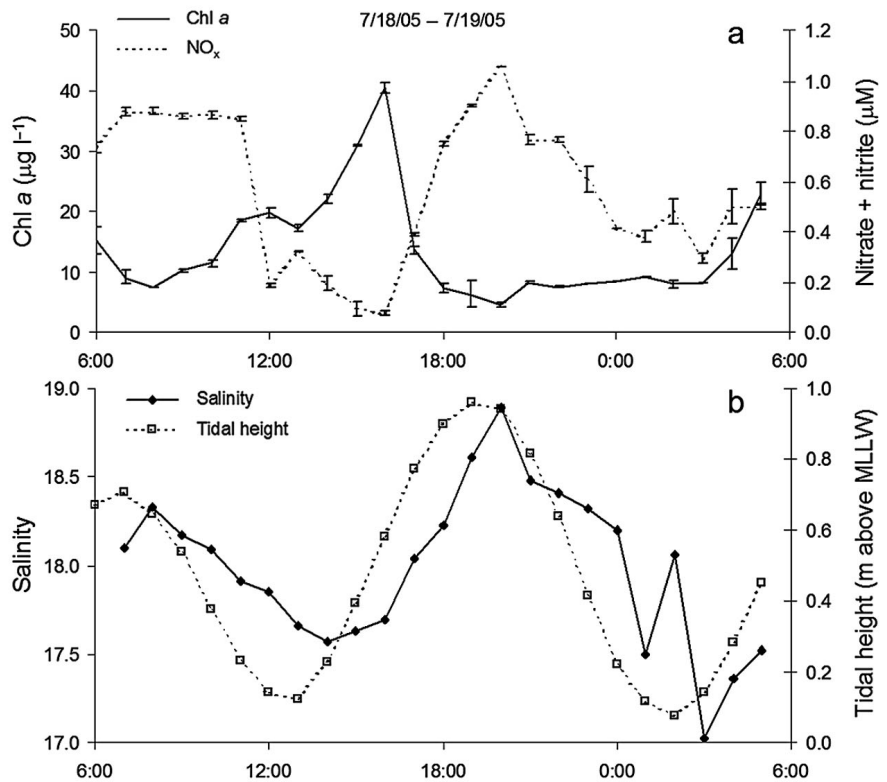 Chl a
NOx
7/18/05 – 7/19/05
a
50
40
30
20
10
0
Chl a (µg l⁻¹)
1.2
1.0
0.8
0.6
0.4
0.2
0.0
Nitrate + nitrite (µM)
6:00 12:00 18:00 0:00 6:00
Salinity
Tidal height
b
19.0
18.5
18.0
17.5
17.0
Salinity
1.0
0.8
0.6
0.4
0.2
0.0
Tidal height (m above MLLW)
6:00 12:00 18:00 0:00 6:00